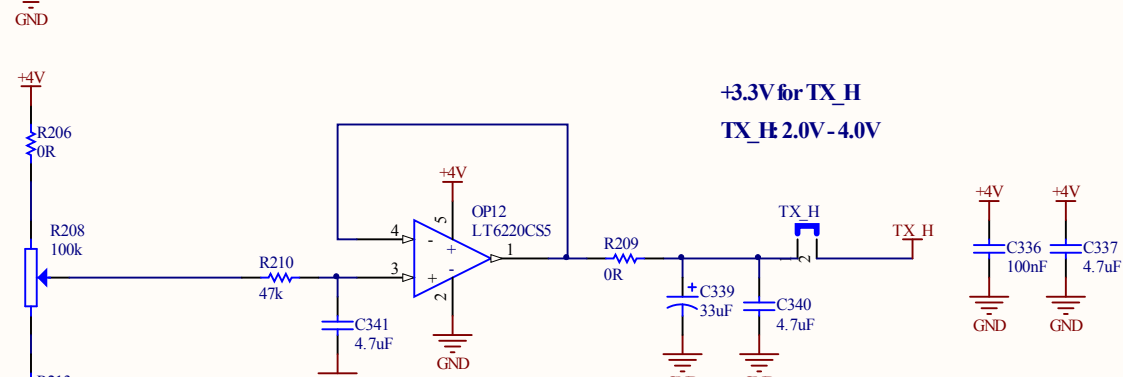 GND
+4V
R206
0R
R208
100k
R210
47k
C341
4.7uF
+4V
OP12
LT6220CS5
4
-
5
+
1
3
+
-
2
GND
R209
0R
+3.3V for TX_H
TX_H: 2.0V - 4.0V
+
C339
33uF
C340
4.7uF
TX_H
1
2
TX_H
+4V
C336
100nF
GND
+4V
C337
4.7uF
GND